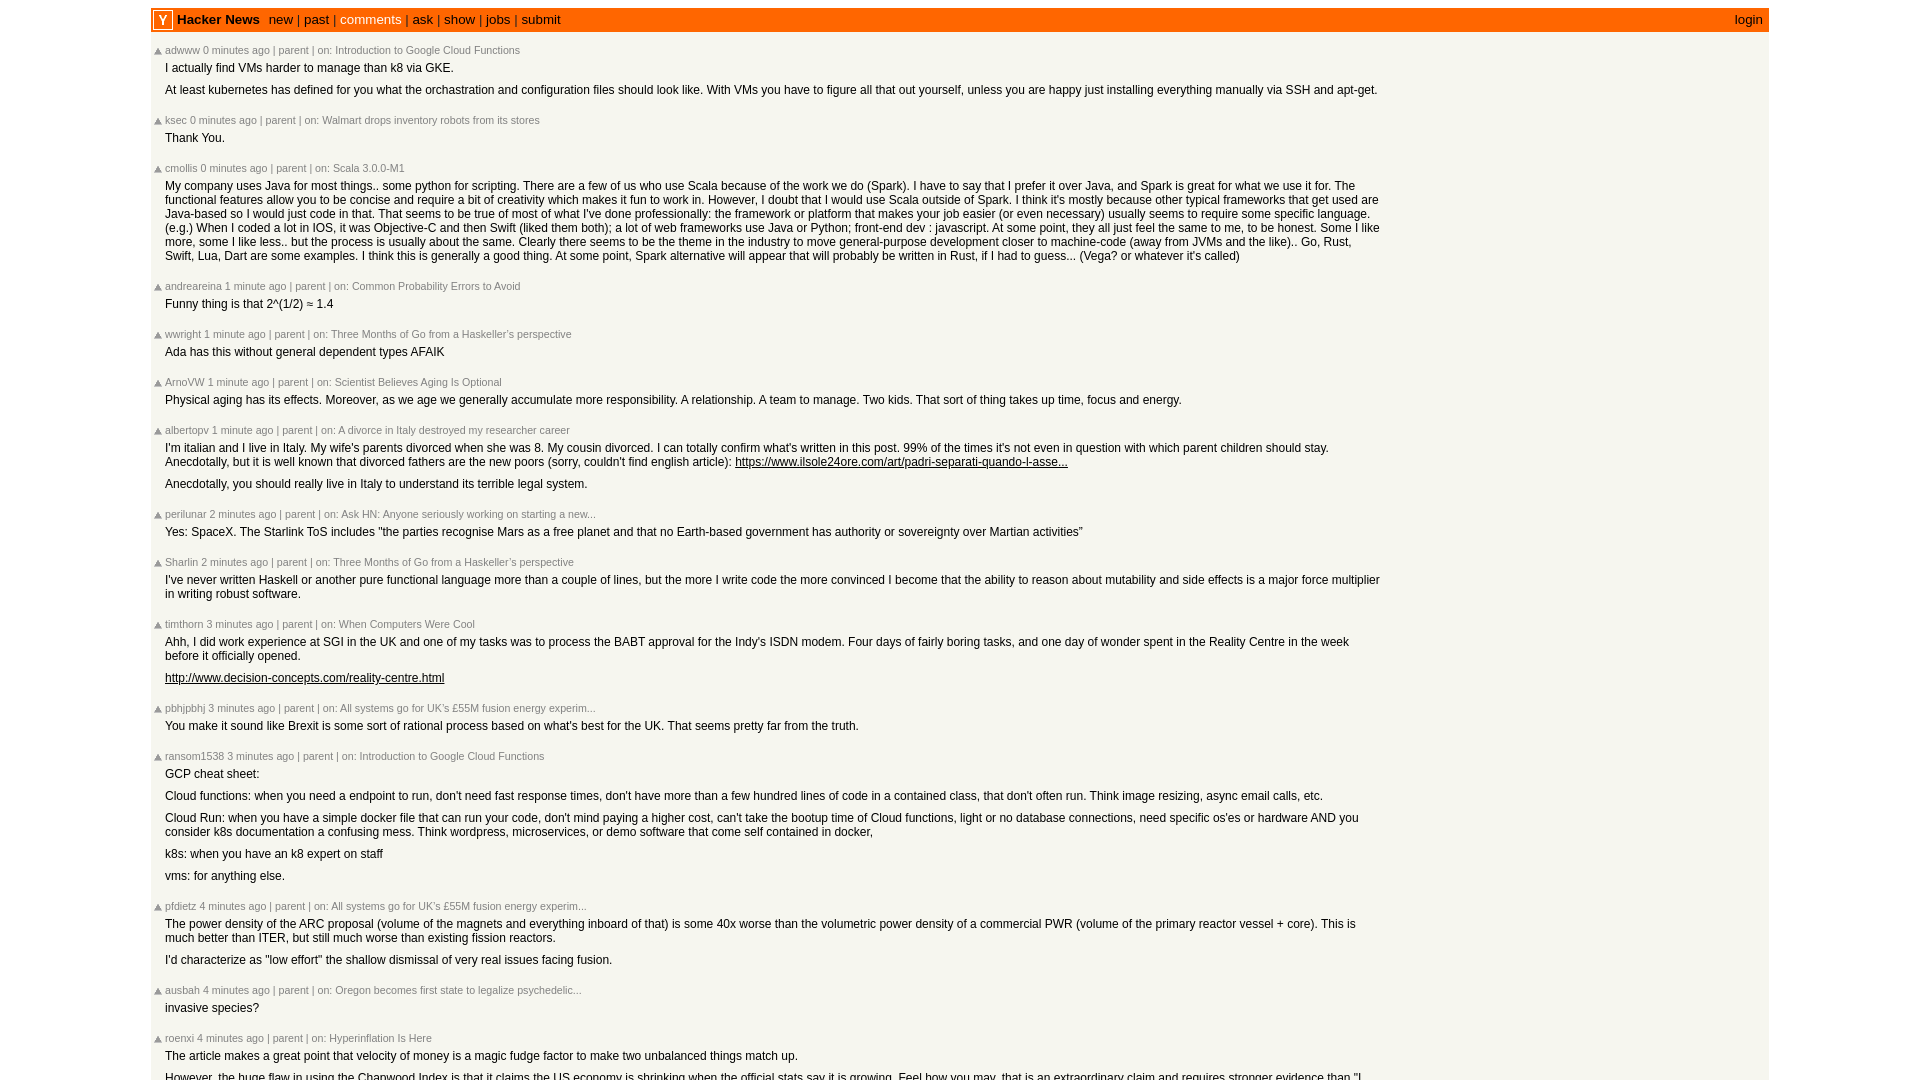 Y Hacker News new | past | comments | ask | show | jobs | submit login
adwww 0 minutes ago | parent | on: Introduction to Google Cloud Functions
I actually find VMs harder to manage than k8 via GKE.
At least kubernetes has defined for you what the orchastration and configuration files should look like. With VMs you have to figure all that out yourself, unless you are happy just installing everything manually via SSH and apt-get.
ksec 0 minutes ago | parent | on: Walmart drops inventory robots from its stores
Thank You.
cmollis 0 minutes ago | parent | on: Scala 3.0.0-M1
My company uses Java for most things.. some python for scripting. There are a few of us who use Scala because of the work we do (Spark). I have to say that I prefer it over Java, and Spark is great for what we use it for. The
functional features allow you to be concise and require a bit of creativity which makes it fun to work in. However, I doubt that I would use Scala outside of Spark. I think it's mostly because other typical frameworks that get used are
Java-based so I would just code in that. That seems to be true of most of what I've done professionally: the framework or platform that makes your job easier (or even necessary) usually seems to require some specific language.
(e.g.) When I coded a lot in IOS, it was Objective-C and then Swift (liked them both); a lot of web frameworks use Java or Python; front-end dev : javascript. At some point, they all just feel the same to me, to be honest. Some I like
more, some I like less.. but the process is usually about the same. Clearly there seems to be the theme in the industry to move general-purpose development closer to machine-code (away from JVMs and the like).. Go, Rust,
Swift, Lua, Dart are some examples. I think this is generally a good thing. At some point, Spark alternative will appear that will probably be written in Rust, if I had to guess... (Vega? or whatever it's called)
andreareina 1 minute ago | parent | on: Common Probability Errors to Avoid
Funny thing is that 2^(1/2) ≈ 1.4
wwright 1 minute ago | parent | on: Three Months of Go from a Haskeller’s perspective
Ada has this without general dependent types AFAIK
ArnoVW 1 minute ago | parent | on: Scientist Believes Aging Is Optional
Physical aging has its effects. Moreover, as we age we generally accumulate more responsibility. A relationship. A team to manage. Two kids. That sort of thing takes up time, focus and energy.
albertopv 1 minute ago | parent | on: A divorce in Italy destroyed my researcher career
I'm italian and I live in Italy. My wife's parents divorced when she was 8. My cousin divorced. I can totally confirm what's written in this post. 99% of the times it's not even in question with which parent children should stay.
Anecdotally, but it is well known that divorced fathers are the new poors (sorry, couldn't find english article): https://www.ilsole24ore.com/art/padri-separati-quando-l-asse...
Anecdotally, you should really live in Italy to understand its terrible legal system.
perilunar 2 minutes ago | parent | on: Ask HN: Anyone seriously working on starting a new...
Yes: SpaceX. The Starlink ToS includes "the parties recognise Mars as a free planet and that no Earth-based government has authority or sovereignty over Martian activities”
Sharlin 2 minutes ago | parent | on: Three Months of Go from a Haskeller’s perspective
I've never written Haskell or another pure functional language more than a couple of lines, but the more I write code the more convinced I become that the ability to reason about mutability and side effects is a major force multiplier
in writing robust software.
timthorn 3 minutes ago | parent | on: When Computers Were Cool
Ahh, I did work experience at SGI in the UK and one of my tasks was to process the BABT approval for the Indy's ISDN modem. Four days of fairly boring tasks, and one day of wonder spent in the Reality Centre in the week
before it officially opened.
http://www.decision-concepts.com/reality-centre.html
pbhjpbhj 3 minutes ago | parent | on: All systems go for UK’s £55M fusion energy experim...
You make it sound like Brexit is some sort of rational process based on what's best for the UK. That seems pretty far from the truth.
ransom1538 3 minutes ago | parent | on: Introduction to Google Cloud Functions
GCP cheat sheet:
Cloud functions: when you need a endpoint to run, don't need fast response times, don't have more than a few hundred lines of code in a contained class, that don't often run. Think image resizing, async email calls, etc.
Cloud Run: when you have a simple docker file that can run your code, don't mind paying a higher cost, can't take the bootup time of Cloud functions, light or no database connections, need specific os'es or hardware AND you
consider k8s documentation a confusing mess. Think wordpress, microservices, or demo software that come self contained in docker,
k8s: when you have an k8 expert on staff
vms: for anything else.
pfdietz 4 minutes ago | parent | on: All systems go for UK’s £55M fusion energy experim...
The power density of the ARC proposal (volume of the magnets and everything inboard of that) is some 40x worse than the volumetric power density of a commercial PWR (volume of the primary reactor vessel + core). This is
much better than ITER, but still much worse than existing fission reactors.
I'd characterize as "low effort" the shallow dismissal of very real issues facing fusion.
ausbah 4 minutes ago | parent | on: Oregon becomes first state to legalize psychedelic...
invasive species?
roenxi 4 minutes ago | parent | on: Hyperinflation Is Here
The article makes a great point that velocity of money is a magic fudge factor to make two unbalanced things match up.
However, the huge flaw in using the Chapwood Index is that it claims the US economy is shrinking when the official stats say it is growing. Feel how you may, that is an extraordinary claim and requires stronger evidence than "I